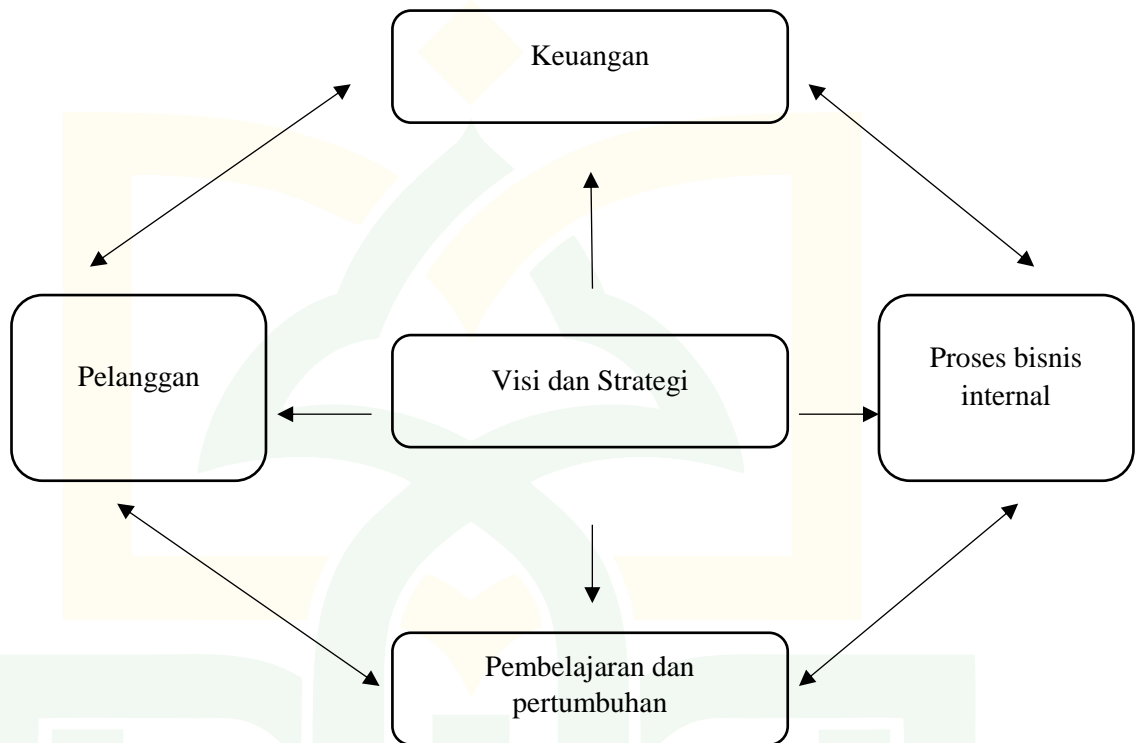 Keuangan
Pelanggan
Visi dan Strategi
Proses bisnis
internal
Pembelajaran dan
pertumbuhan